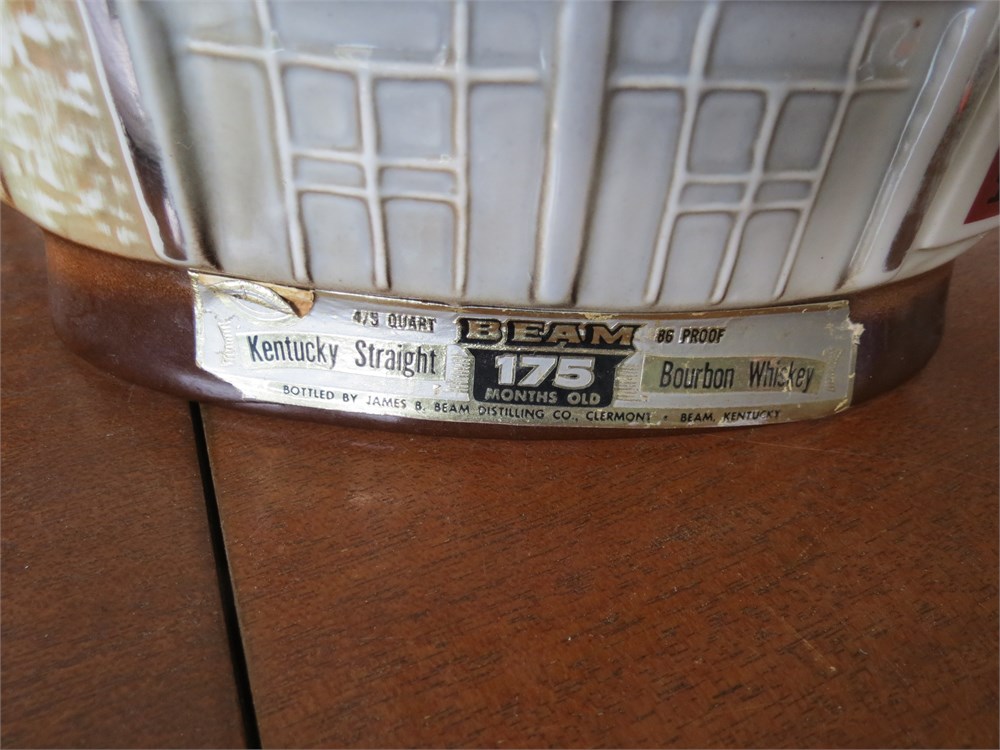 4/5 QUART
BEAM
86 PROOF
Kentucky Straight
175
MONTHS OLD
Bourbon Whiskey
BOTTLED BY JAMES B. BEAM DISTILLING CO., CLERMONT • BEAM, KENTUCKY